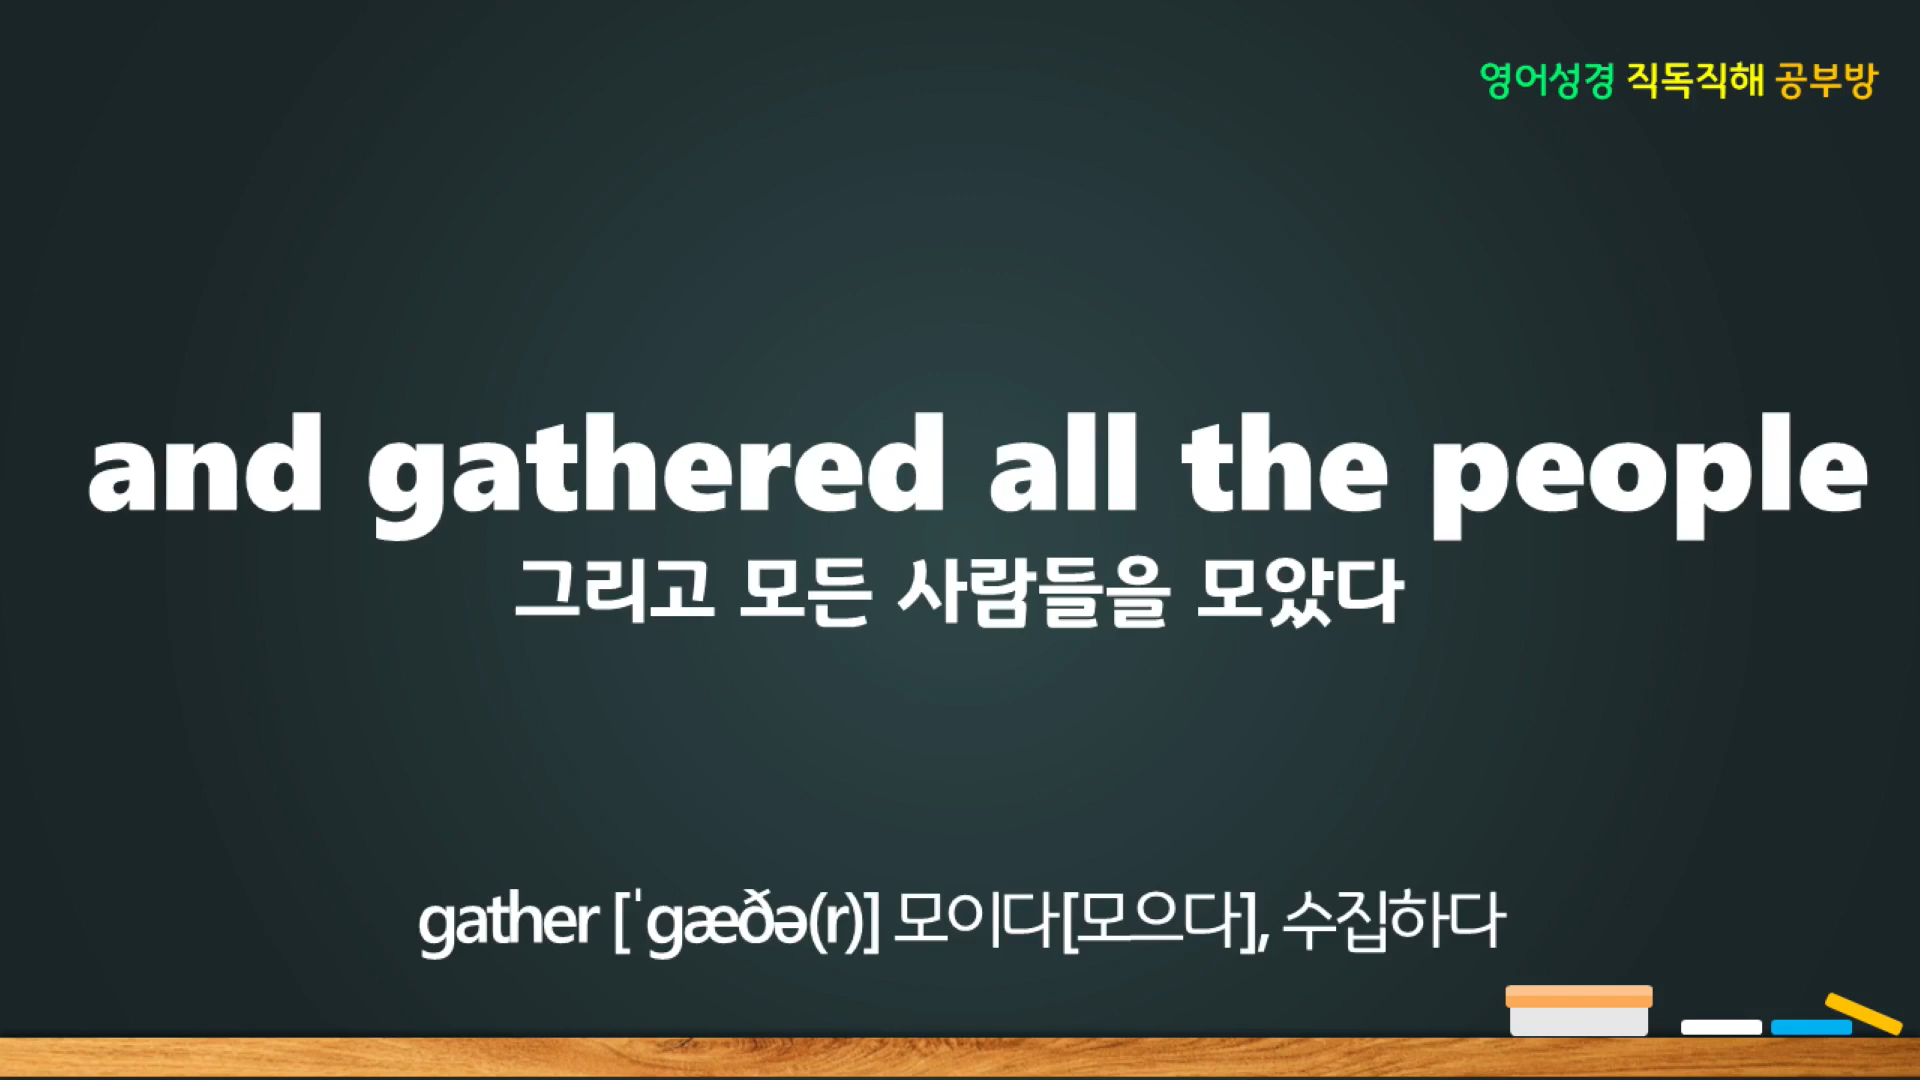 영어성경 직독직해 공부방
and gathered all the people
그리고 모든 사람들을 모았다
gather [ˈgæðə(r)] 모이다[모으다], 수집하다